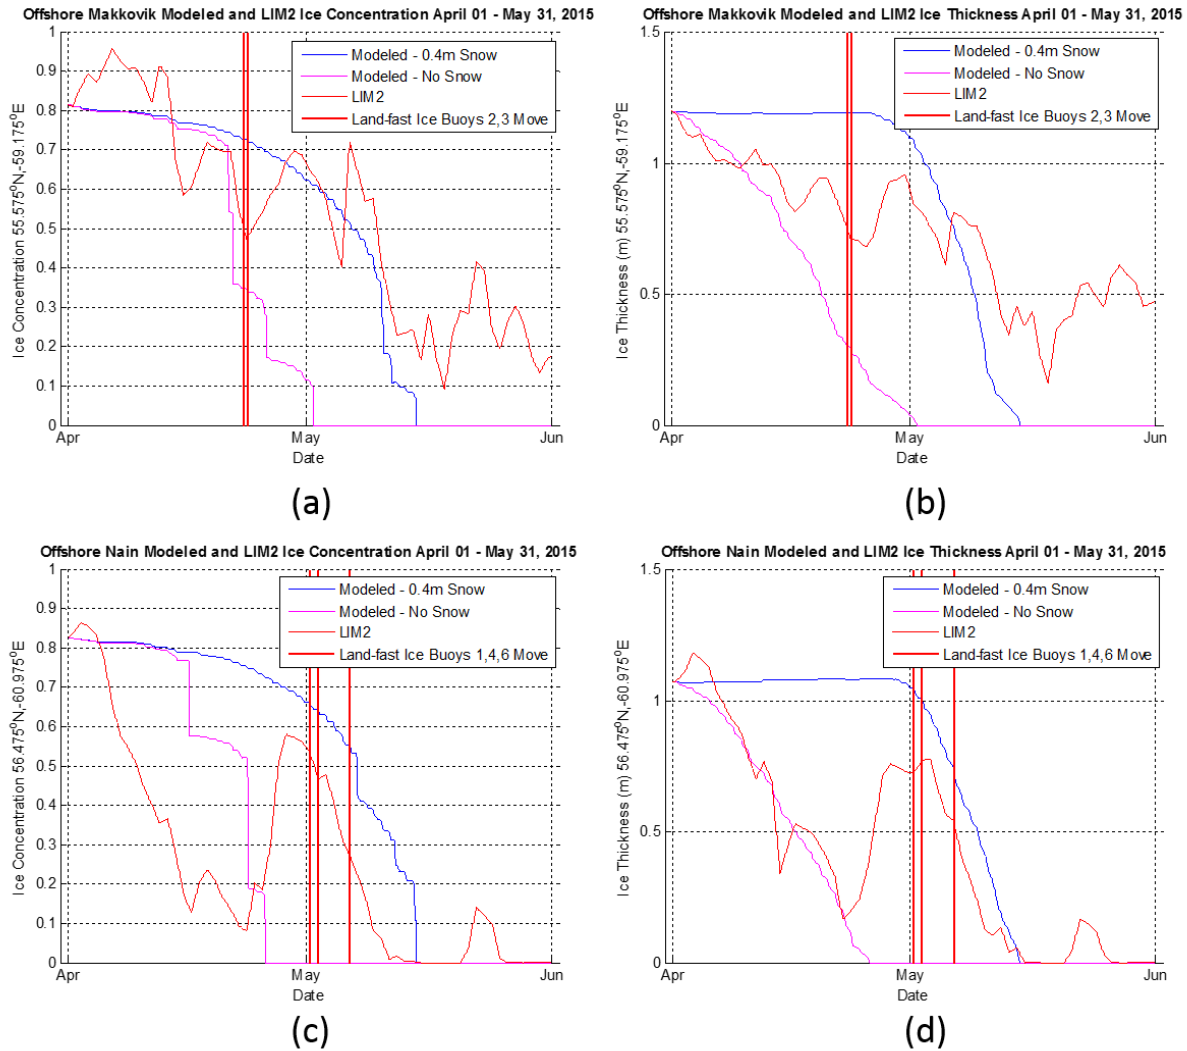 Offshore Makkovik Modeled and LIM2 Ice Concentration April 01 - May 31, 2015
1
0.9
0.8
0.7
0.6
0.5
0.4
0.3
0.2
0.1
0
Ice Concentration 55.575°N,-59.175°E
Modeled - 0.4m Snow
Modeled - No Snow
LIM2
Land-fast Ice Buoys 2,3 Move
Apr
May
Jun
Date
(a)
Offshore Makkovik Modeled and LIM2 Ice Thickness April 01 - May 31, 2015
1.5
1
0.5
0
Ice Thickness (m) 55.575°N,-59.175°E
Modeled - 0.4m Snow
Modeled - No Snow
LIM2
Land-fast Ice Buoys 2,3 Move
Apr
May
Jun
Date
(b)
Offshore Nain Modeled and LIM2 Ice Concentration April 01 - May 31, 2015
1
0.9
0.8
0.7
0.6
0.5
0.4
0.3
0.2
0.1
0
Ice Concentration 56.475°N,-60.975°E
Modeled - 0.4m Snow
Modeled - No Snow
LIM2
Land-fast Ice Buoys 1,4,6 Move
Apr
May
Jun
Date
(c)
Offshore Nain Modeled and LIM2 Ice Thickness April 01 - May 31, 2015
1.5
1
0.5
0
Ice Thickness (m) 56.475°N,-60.975°E
Modeled - 0.4m Snow
Modeled - No Snow
LIM2
Land-fast Ice Buoys 1,4,6 Move
Apr
May
Jun
Date
(d)